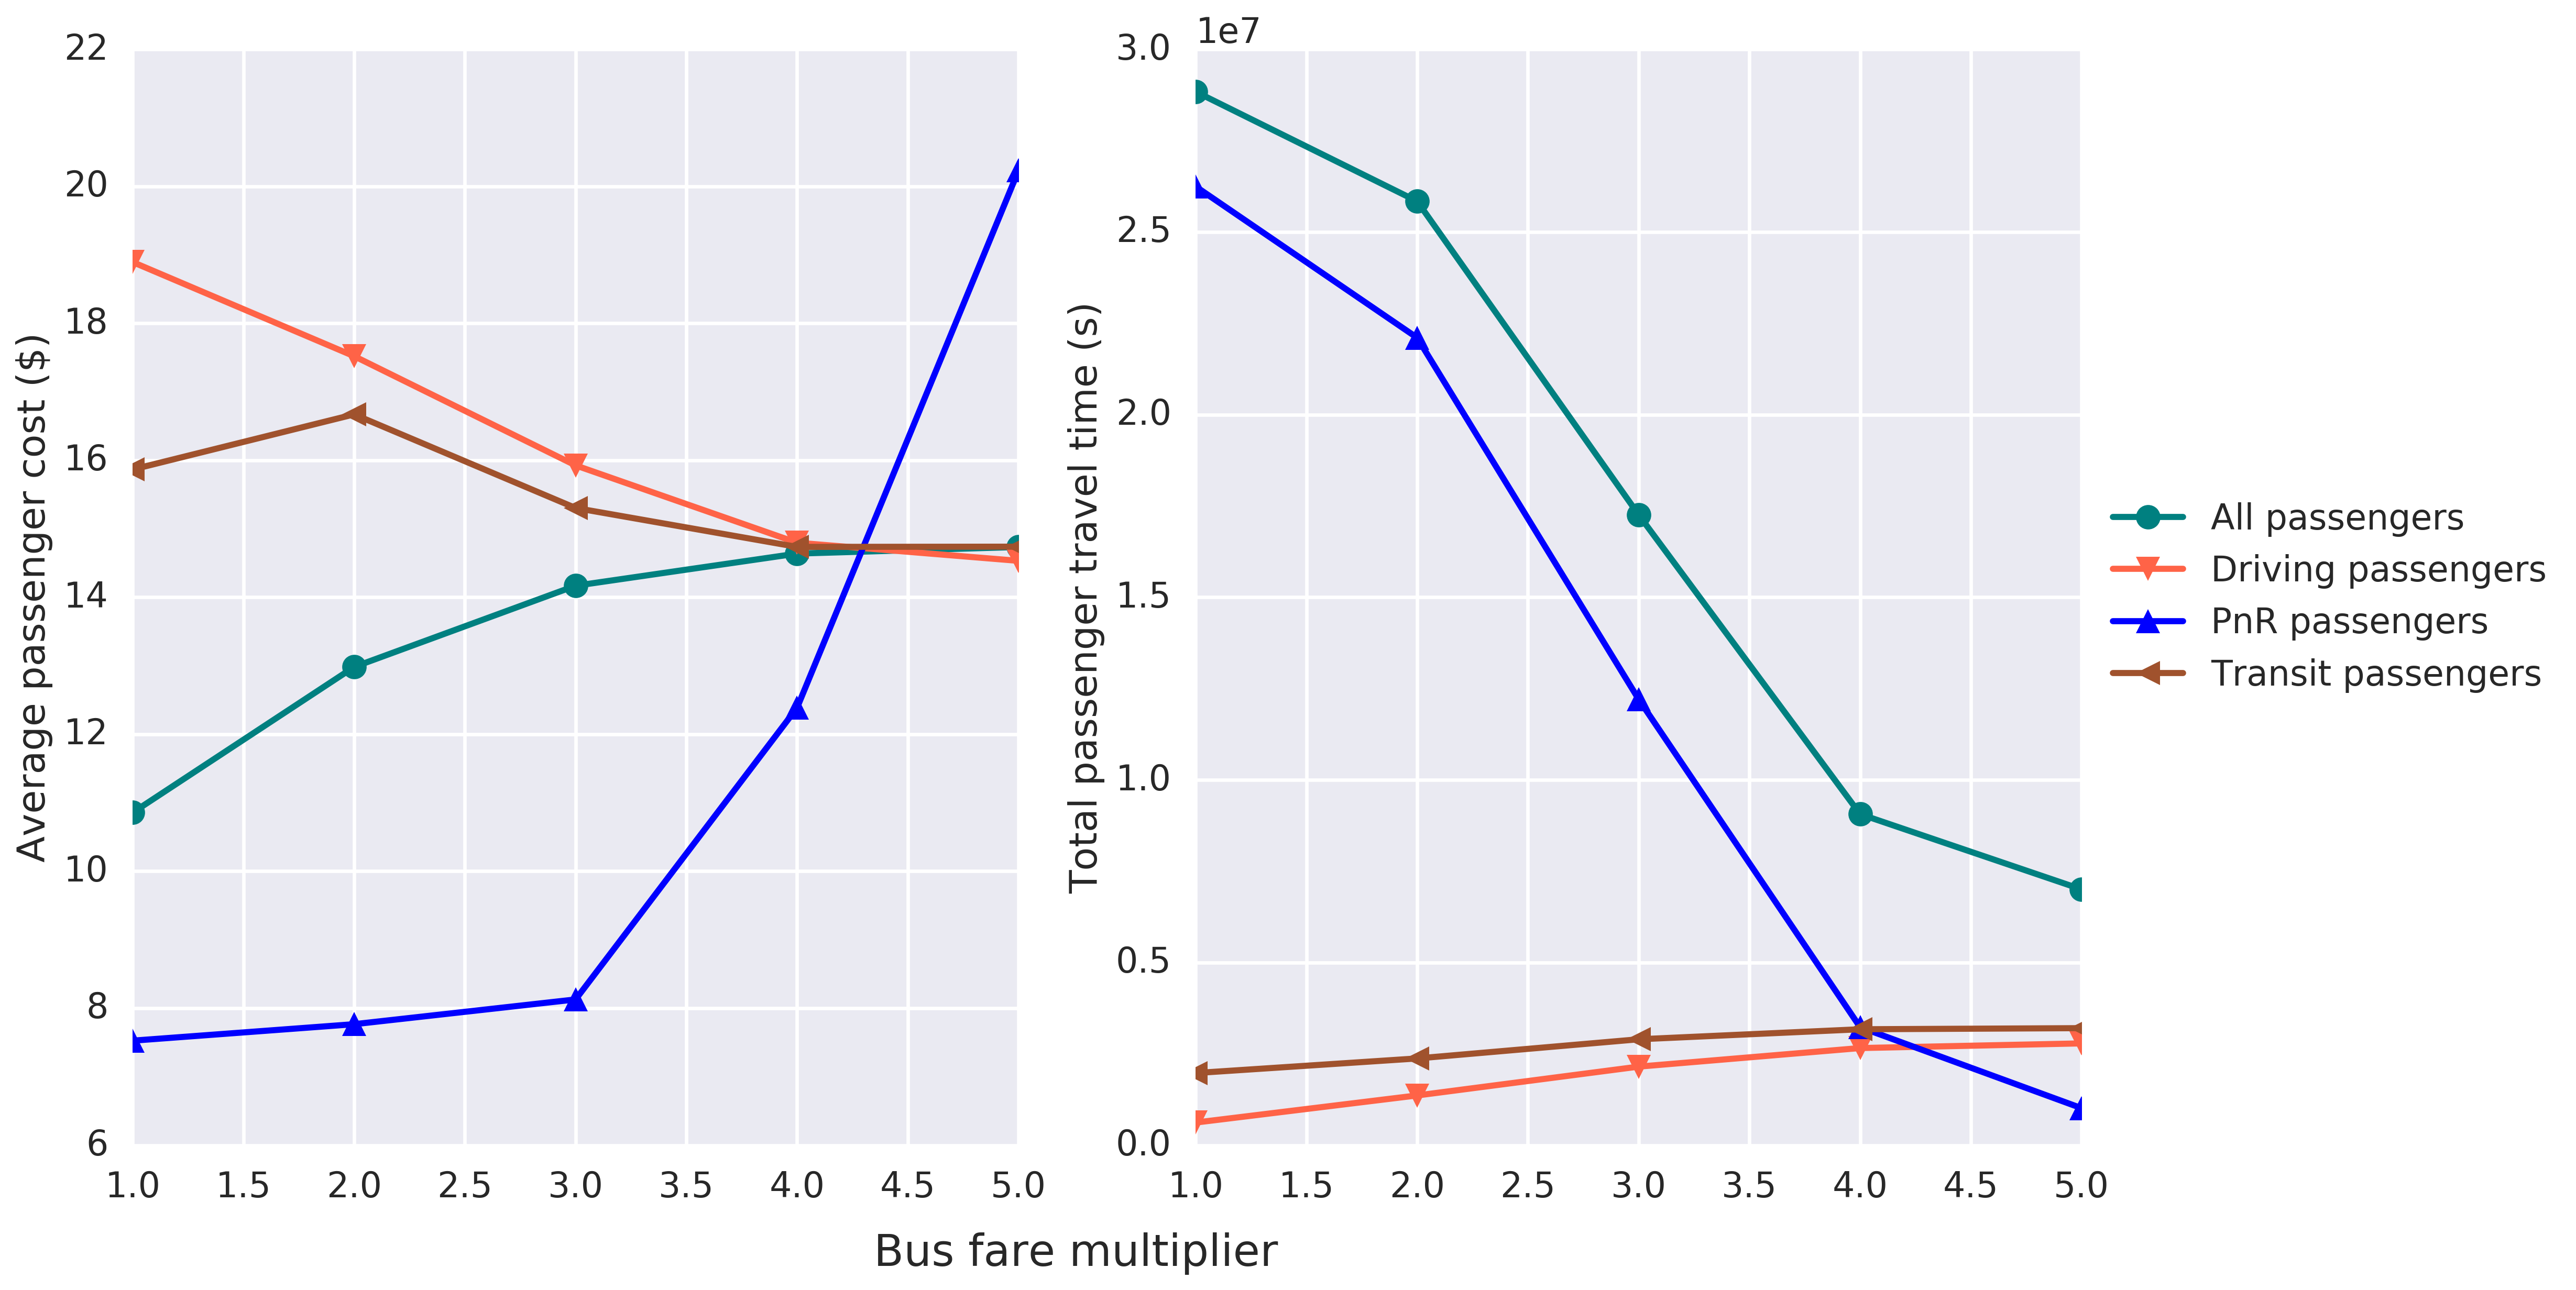 Average passenger cost ($)
22
20
18
16
14
12
10
8
6
1.0 1.5 2.0 2.5 3.0 3.5 4.0 4.5 5.0
1e7
Total passenger travel time (s)
3.0
2.5
2.0
1.5
1.0
0.5
0.0
1.0 1.5 2.0 2.5 3.0 3.5 4.0 4.5 5.0
Bus fare multiplier
All passengers
Driving passengers
PnR passengers
Transit passengers